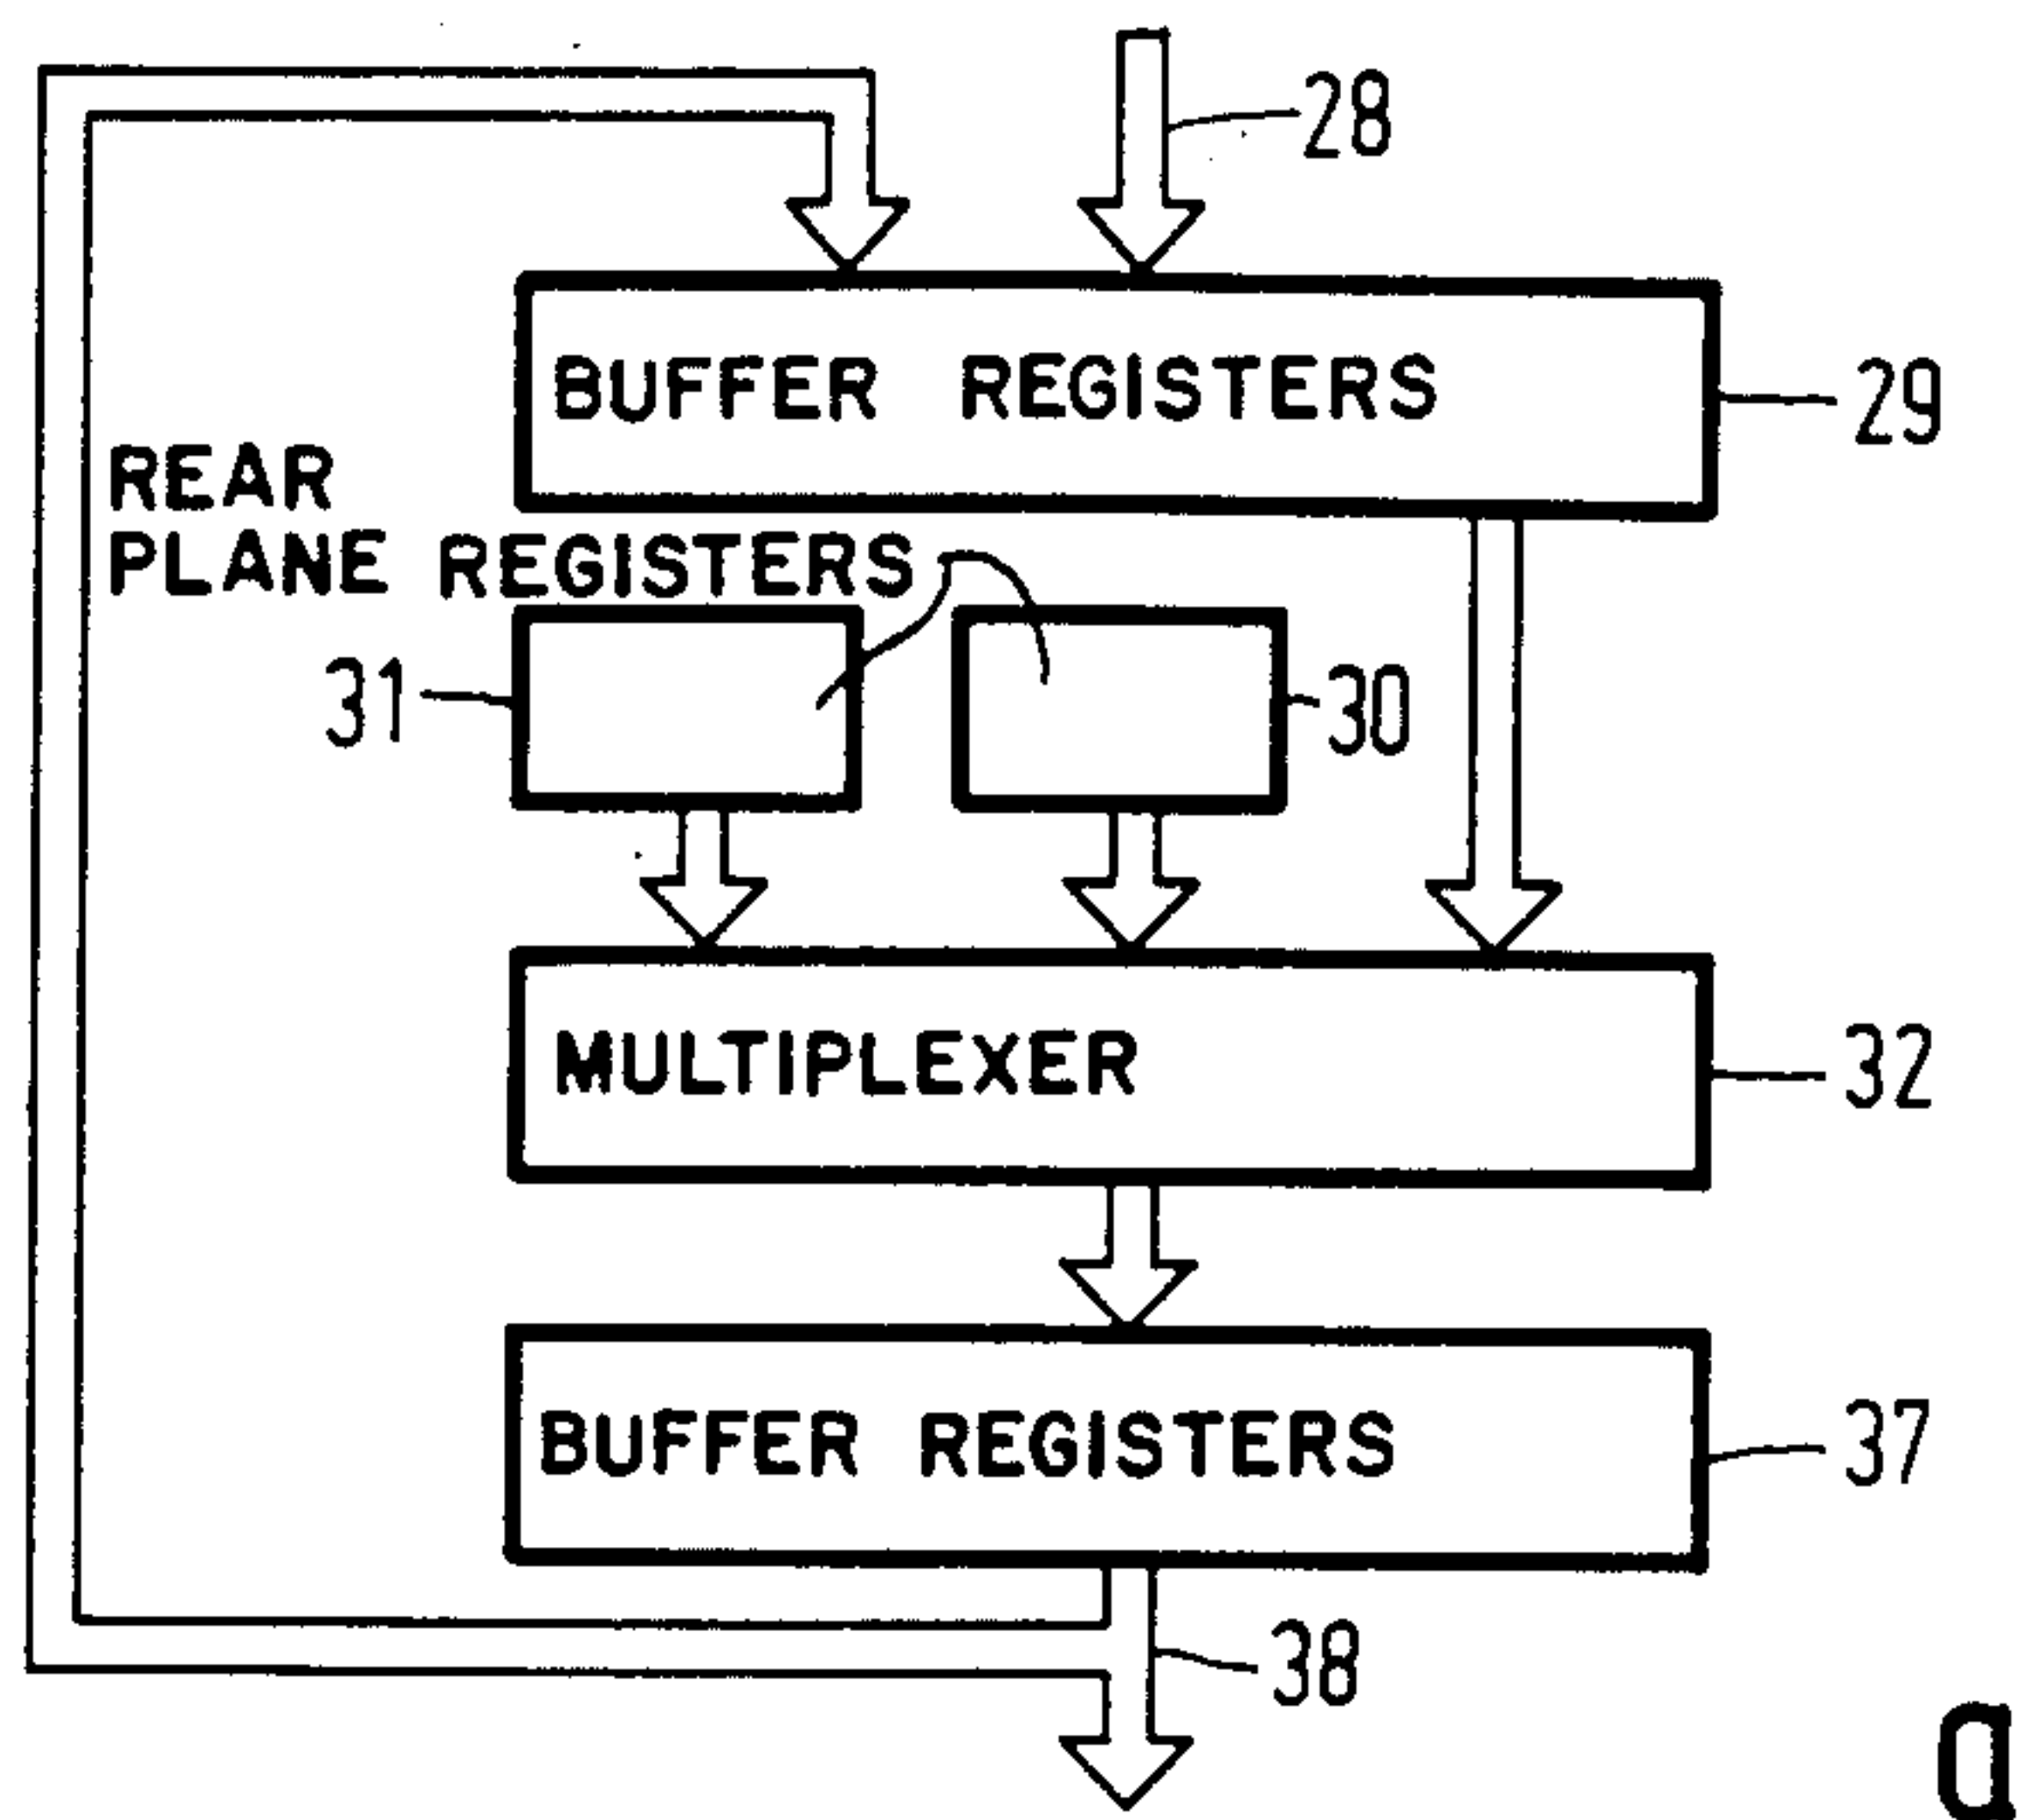 28
BUFFER REGISTERS
29
REAR
PLANE REGISTERS
31
30
MULTIPLEXER
32
BUFFER REGISTERS
37
38
a